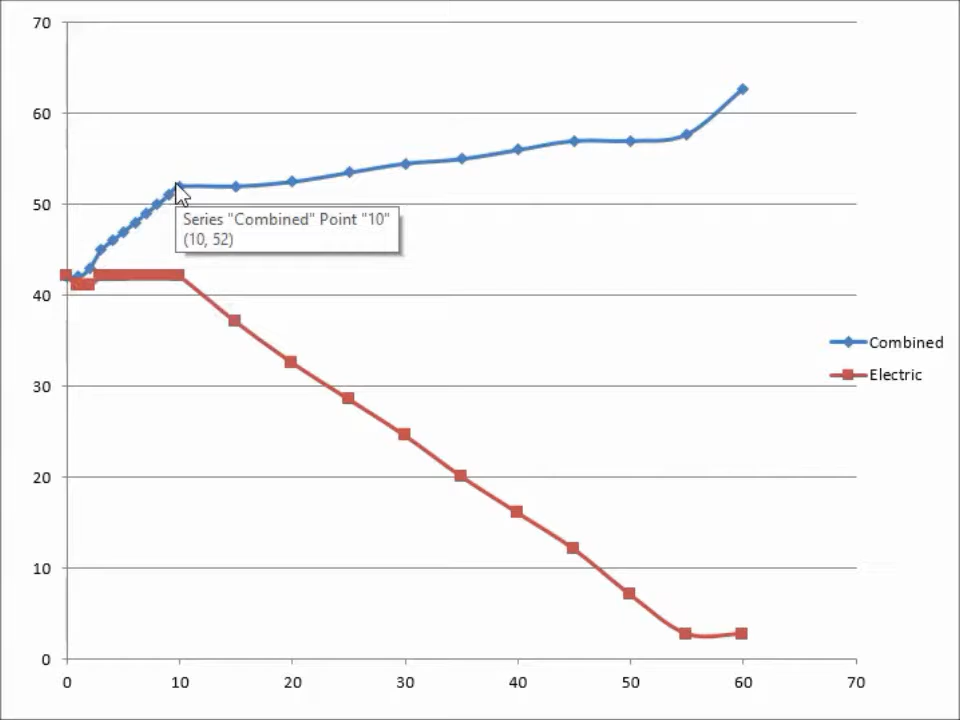 70
60
50
Series "Combined" Point "10"
(10, 52)
40
Combined
Electric
30
20
10
0
0 10 20 30 40 50 60 70